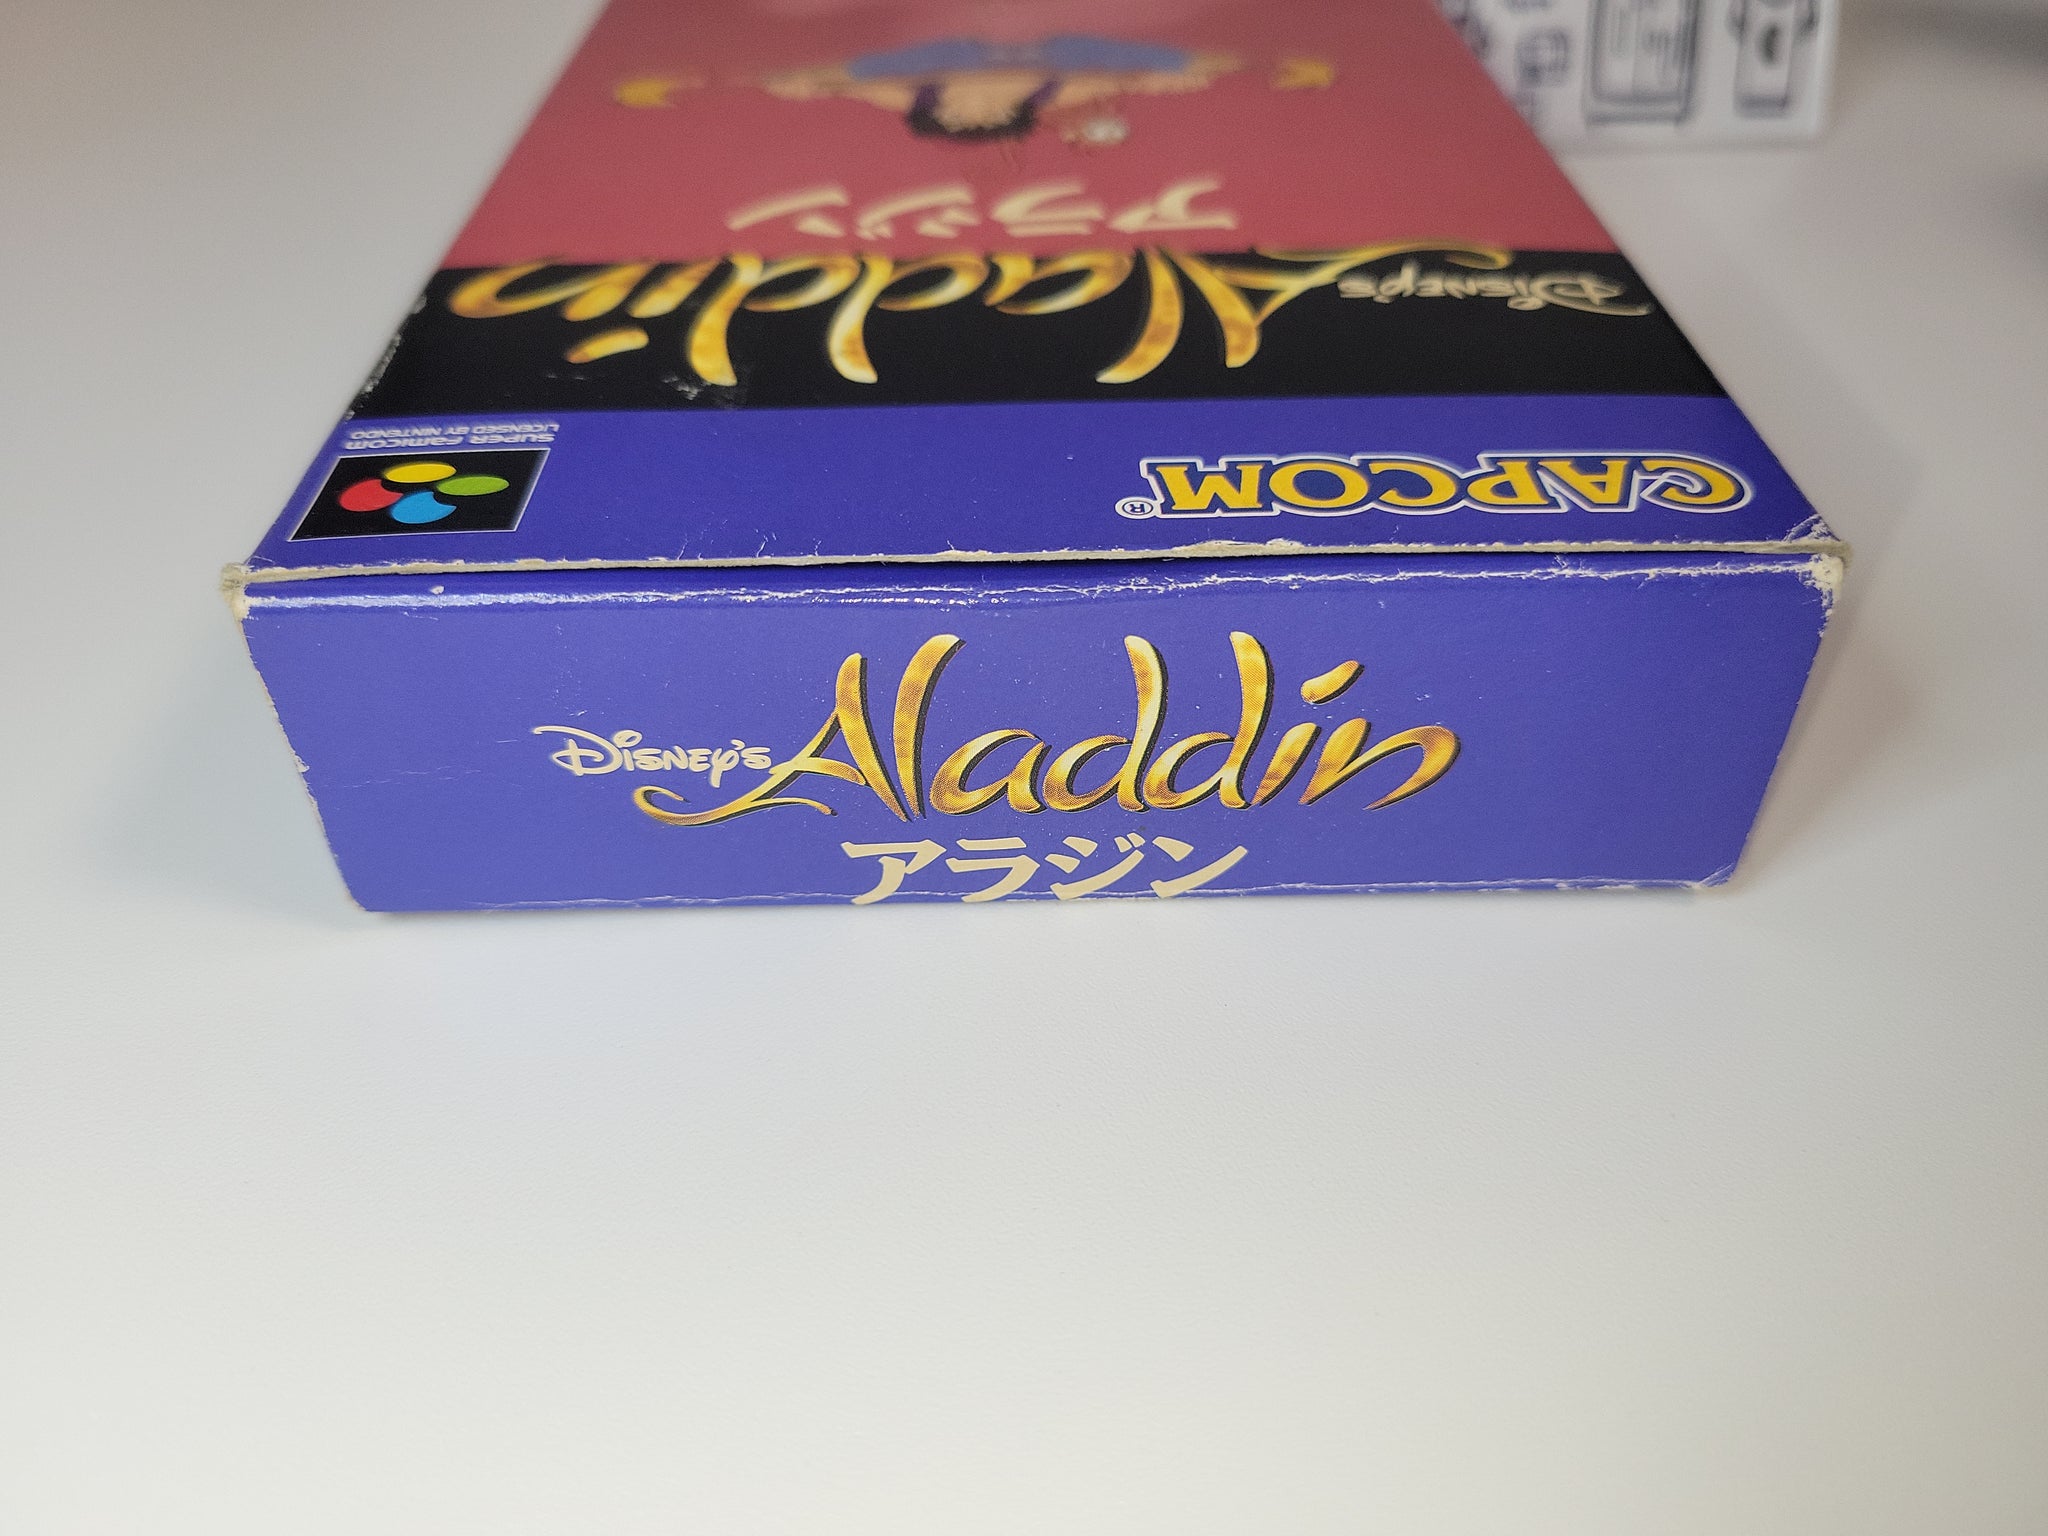 アラジン
Disney's Aladdin
SUPER FAMICOM
LICENSED BY NINTENDO
CAPCOM®
Disney's Aladdin
アラジン